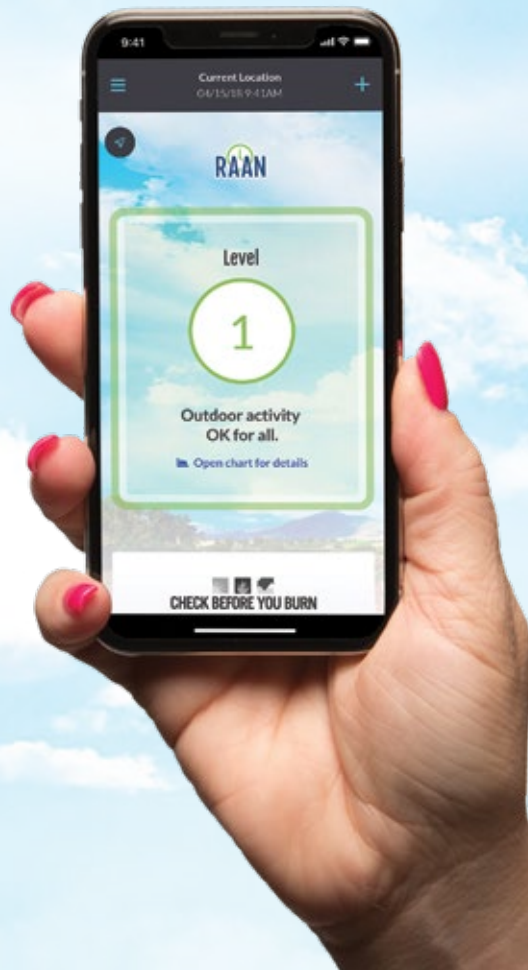 9:41
Current Location
04/15/18 9:41AM
RAAN
Level
1
Outdoor activity
OK for all.
Open chart for details
CHECK BEFORE YOU BURN